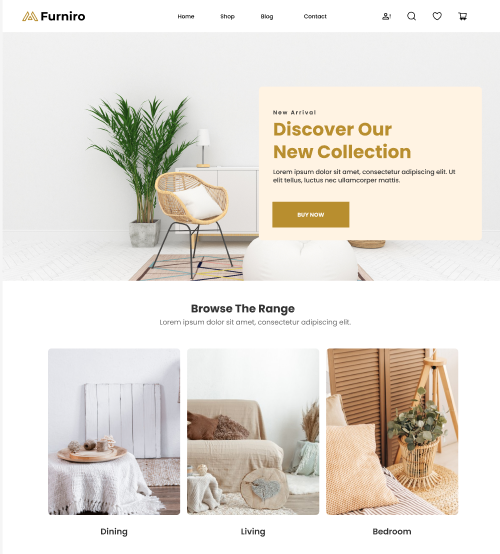 Furniro
Home
Shop
Blog
Contact
New Arrival
Discover Our
New Collection
Lorem ipsum dolor sit amet, consectetur adipiscing elit. Ut
elit tellus, luctus nec ullamcorper mattis.
BUY NOW
Browse The Range
Lorem ipsum dolor sit amet, consectetur adipiscing elit.
Dining
Living
Bedroom